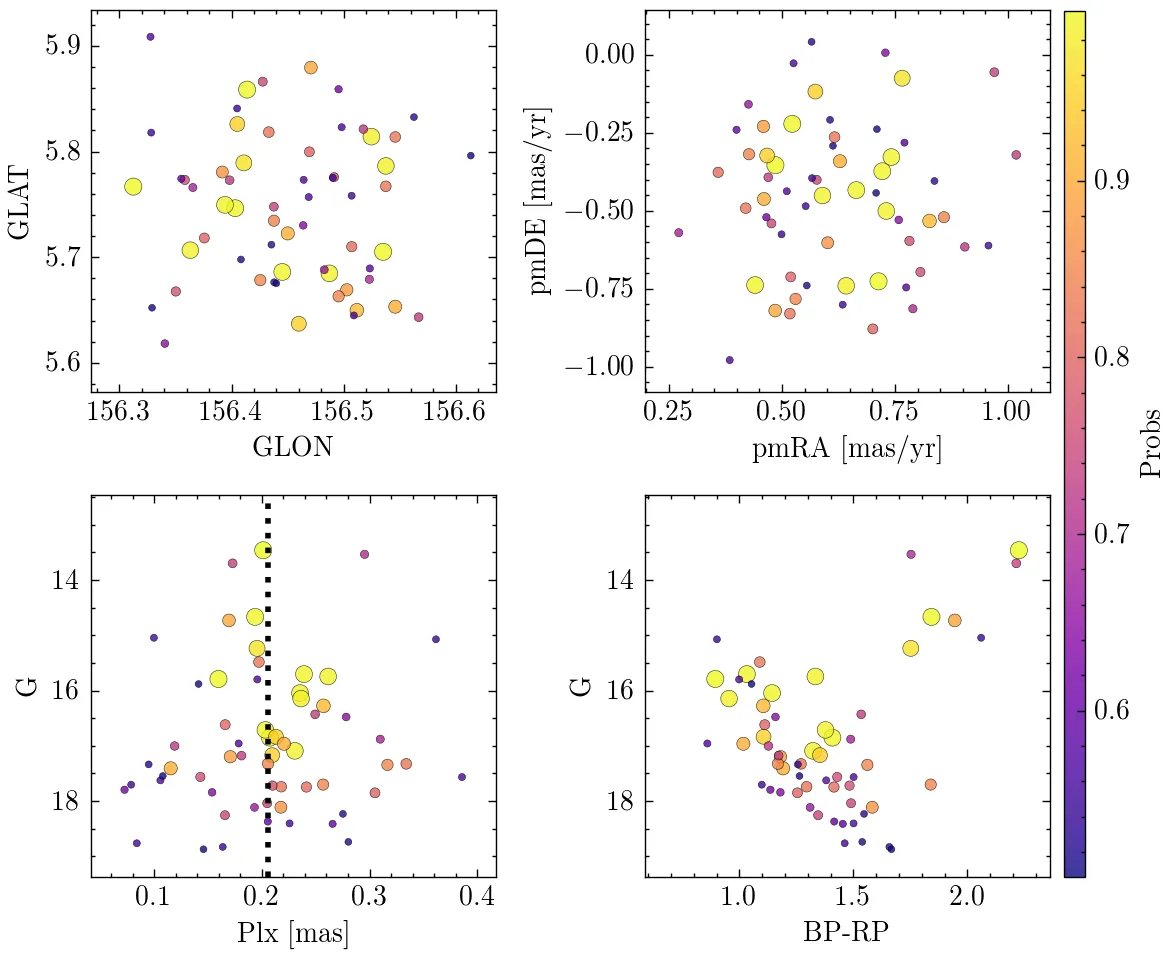 5.9
5.8
5.7
5.6
GLAT
156.3 156.4 156.5 156.6
GLON
0.00
−0.25
−0.50
−0.75
−1.00
pmDE [mas/yr]
0.25 0.50 0.75 1.00
pmRA [mas/yr]
14
16
18
G
0.1 0.2 0.3 0.4
Plx [mas]
14
16
18
G
1.0 1.5 2.0
BP-RP
0.9
0.8
0.7
0.6
Probs